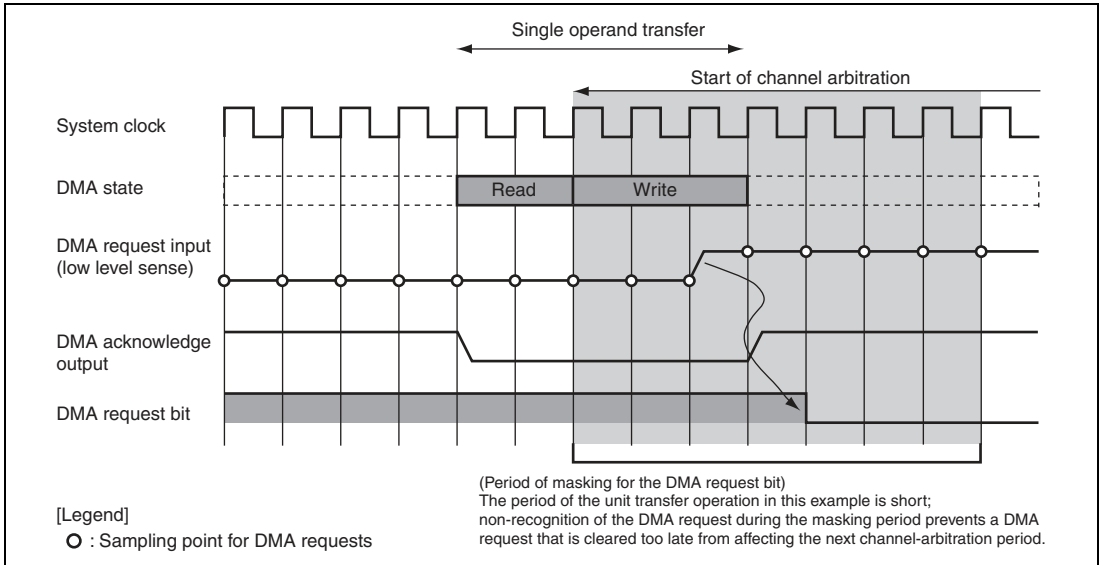 Single operand transfer
Start of channel arbitration
System clock
DMA state
Read
Write
DMA request input
(low level sense)
DMA acknowledge
output
DMA request bit
(Period of masking for the DMA request bit)
The period of the unit transfer operation in this example is short;
non-recognition of the DMA request during the masking period prevents a DMA
request that is cleared too late from affecting the next channel-arbitration period.
[Legend]
: Sampling point for DMA requests